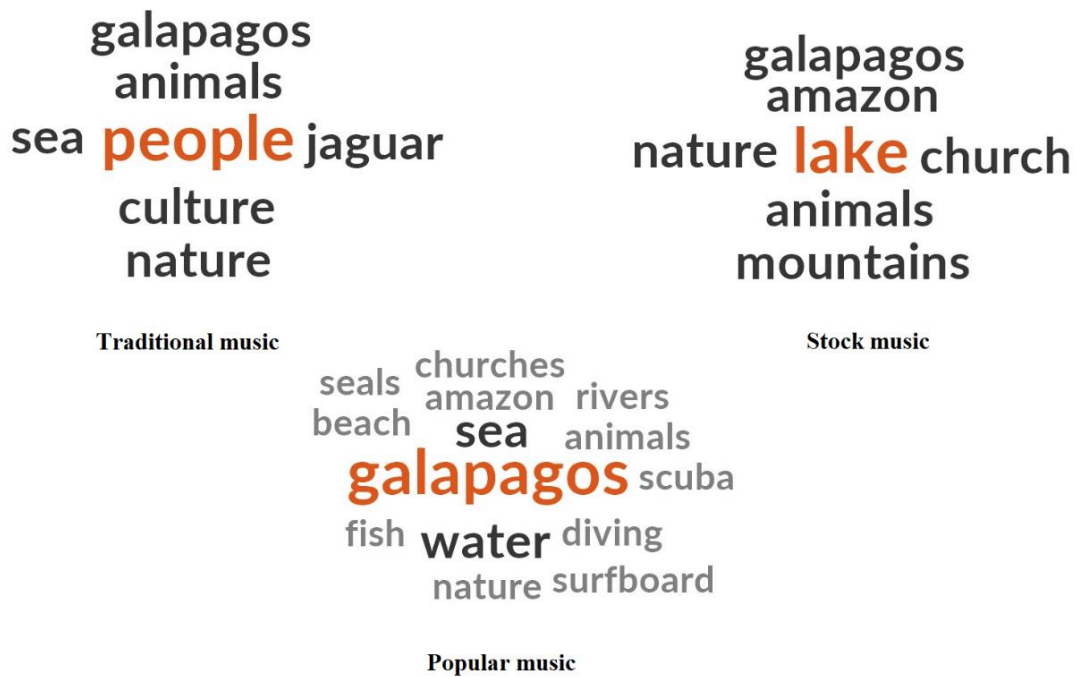 galapagos
animals
sea people jaguar
culture
nature
Traditional music
galapagos
amazon
nature lake church
animals
mountains
Stock music
churches
seals amazon rivers
beach sea animals
galapagos scuba
fish water diving
nature surfboard
Popular music